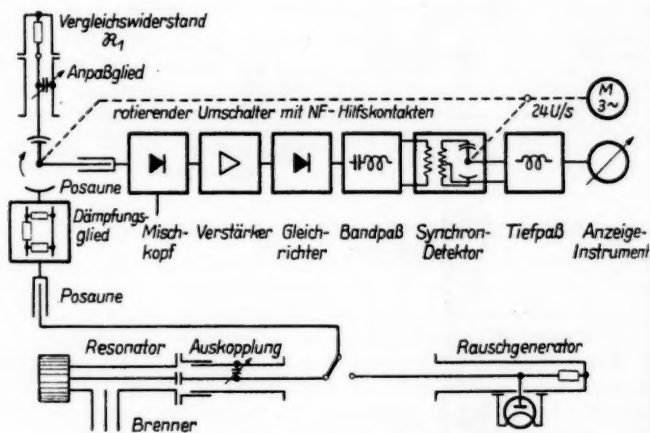 Vergleichswiderstand
ℜ₁
Anpaßglied
M
3~
rotierender Umschalter mit NF-Hilfskontakten
24U/s
Posaune
Dämpfungs-
glied
Misch-
kopf
Verstärker
Gleich-
richter
Bandpaß
Synchron-
Detektor
Tiefpaß
Anzeige-
Instrument
Posaune
Resonator
Auskopplung
Rauschgenerator
Brenner